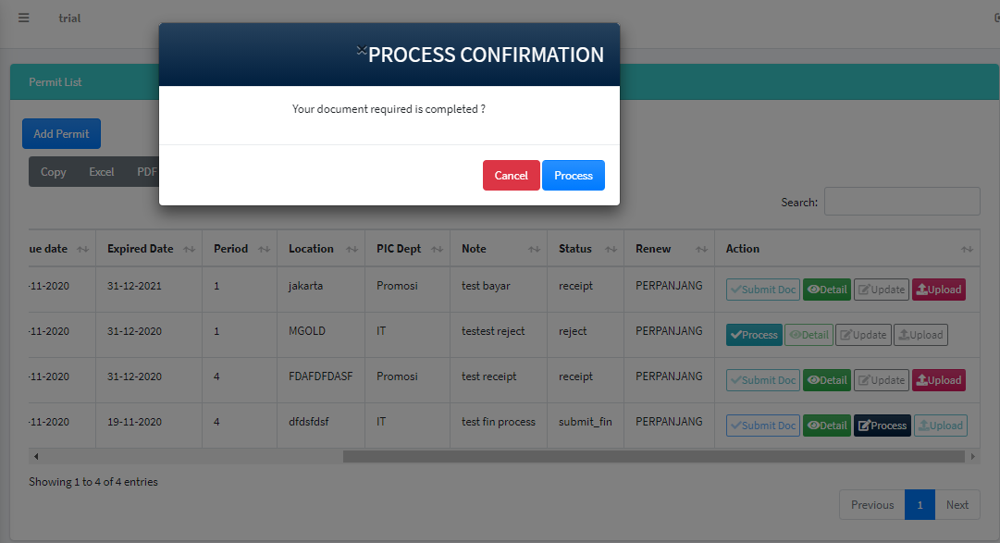 trial
×PROCESS CONFIRMATION
Permit List
Your document required is completed ?
Add Permit
Copy Excel PDF
Cancel Process
Search:
ue date Expired Date Period Location PIC Dept Note Status Renew Action
-11-2020 31-12-2021 1 jakarta Promosi test bayar receipt PERPANJANG Submit Doc Detail Update Upload
-11-2020 31-12-2020 1 MGOLD IT testest reject reject PERPANJANG Process Detail Update Upload
-11-2020 31-12-2020 4 FDAFDFDASF Promosi test receipt receipt PERPANJANG Submit Doc Detail Update Upload
-11-2020 19-11-2020 4 dfdsfdsf IT test fin process submit_fin PERPANJANG Submit Doc Detail Process Upload
Showing 1 to 4 of 4 entries
Previous 1 Next